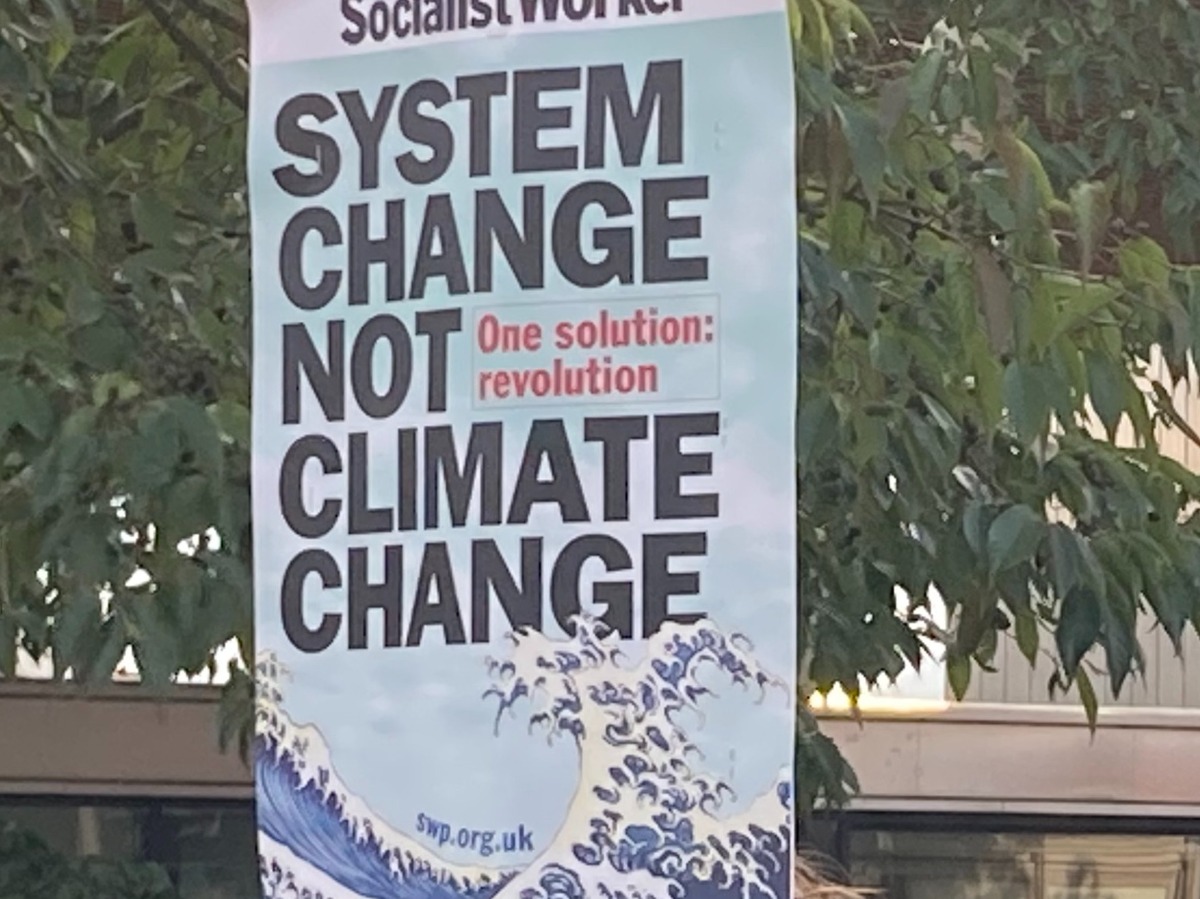 Socialist Worker
SYSTEM
CHANGE
NOT
One solution:
revolution
CLIMATE
CHANGE
swp.org.uk